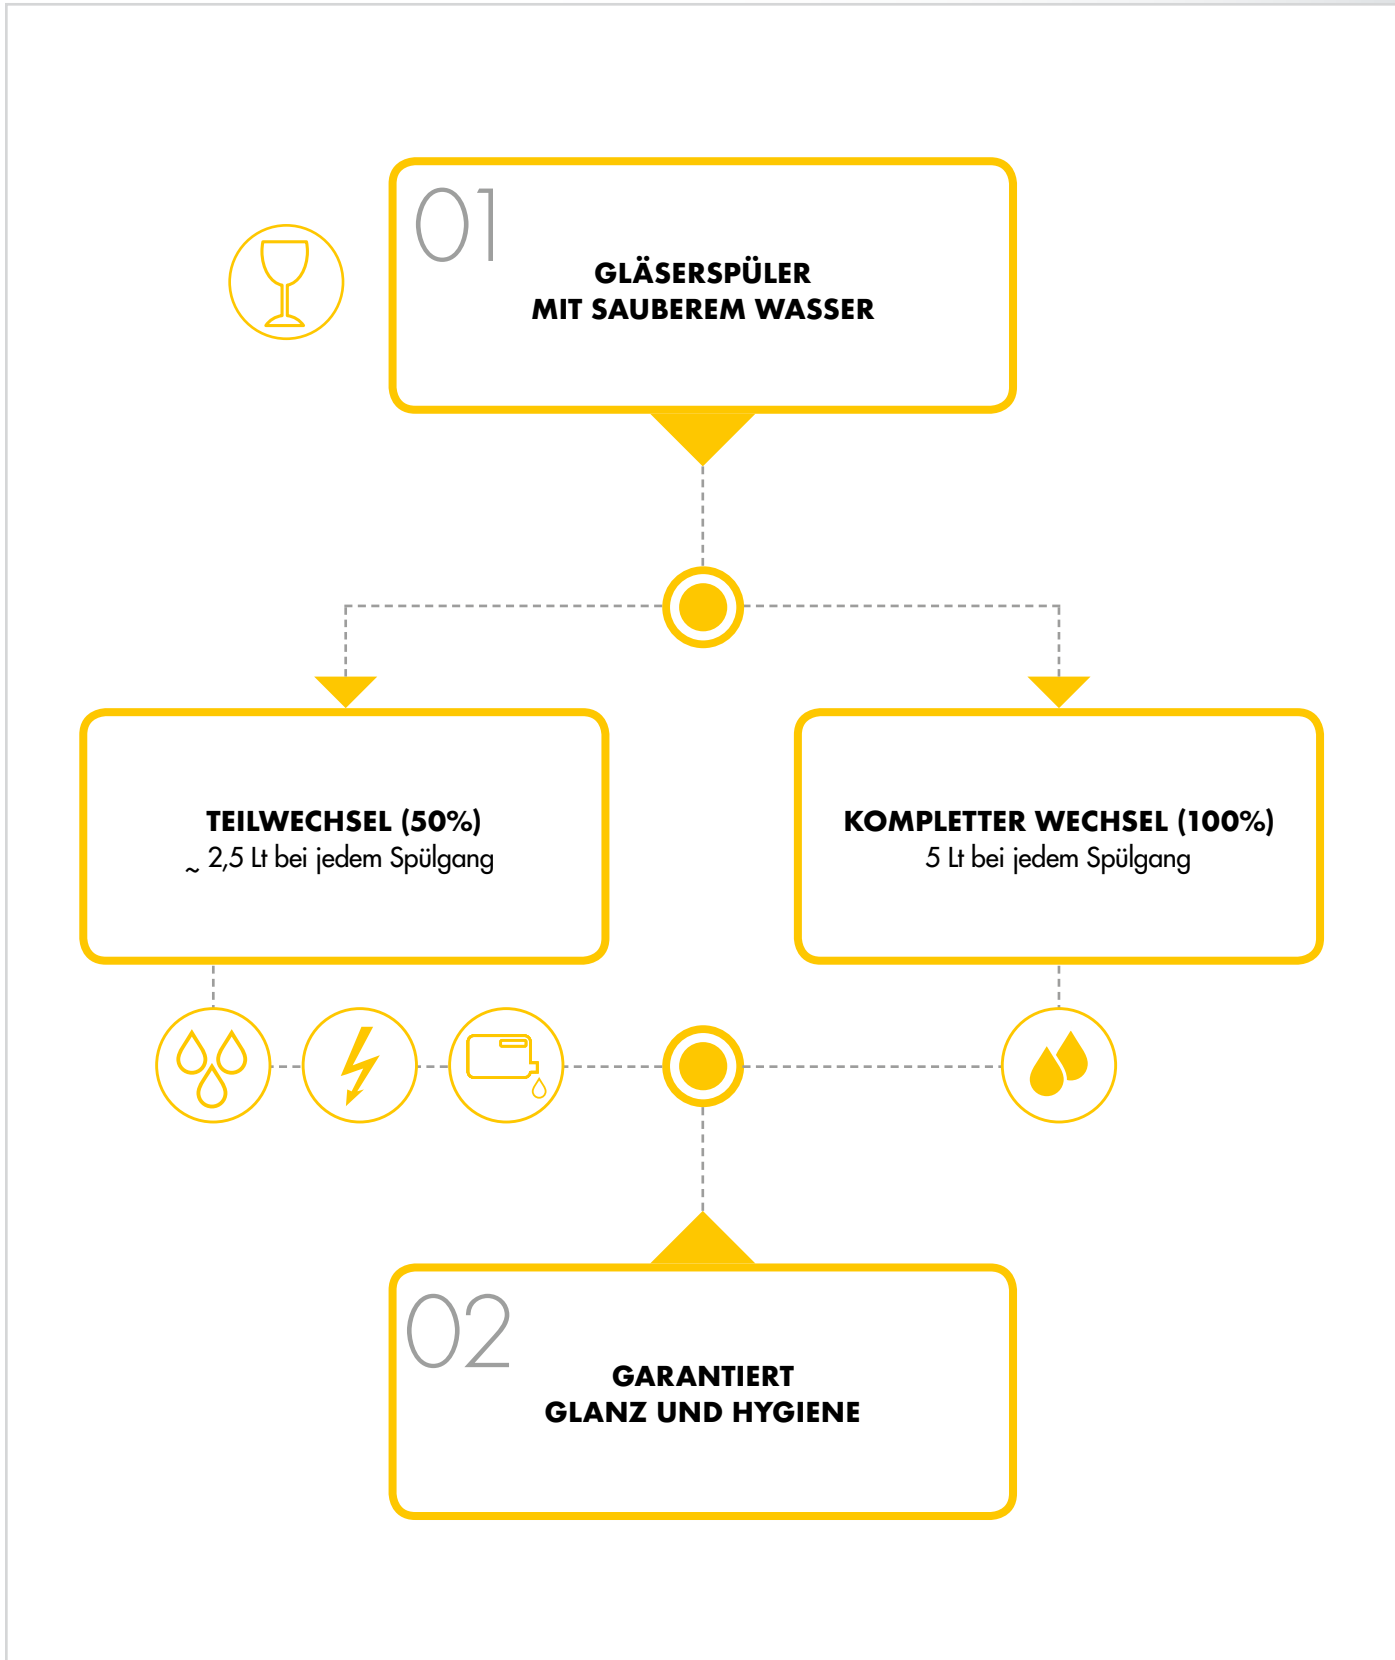 01
GLÄSERSPÜLER
MIT SAUBEREM WASSER
TEILWECHSEL (50%)
~ 2,5 Lt bei jedem Spülgang
KOMPLETTER WECHSEL (100%)
5 Lt bei jedem Spülgang
02
GARANTIERT
GLANZ UND HYGIENE